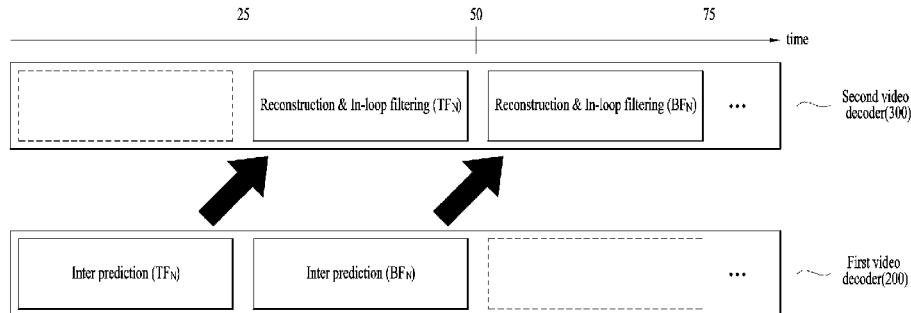 25 50 75
time
Reconstruction & In-loop filtering (TFN) Reconstruction & In-loop filtering (BFN) ••• Second video
decoder(300)
Inter prediction (TFN) Inter prediction (BFN) ••• First video
decoder(200)